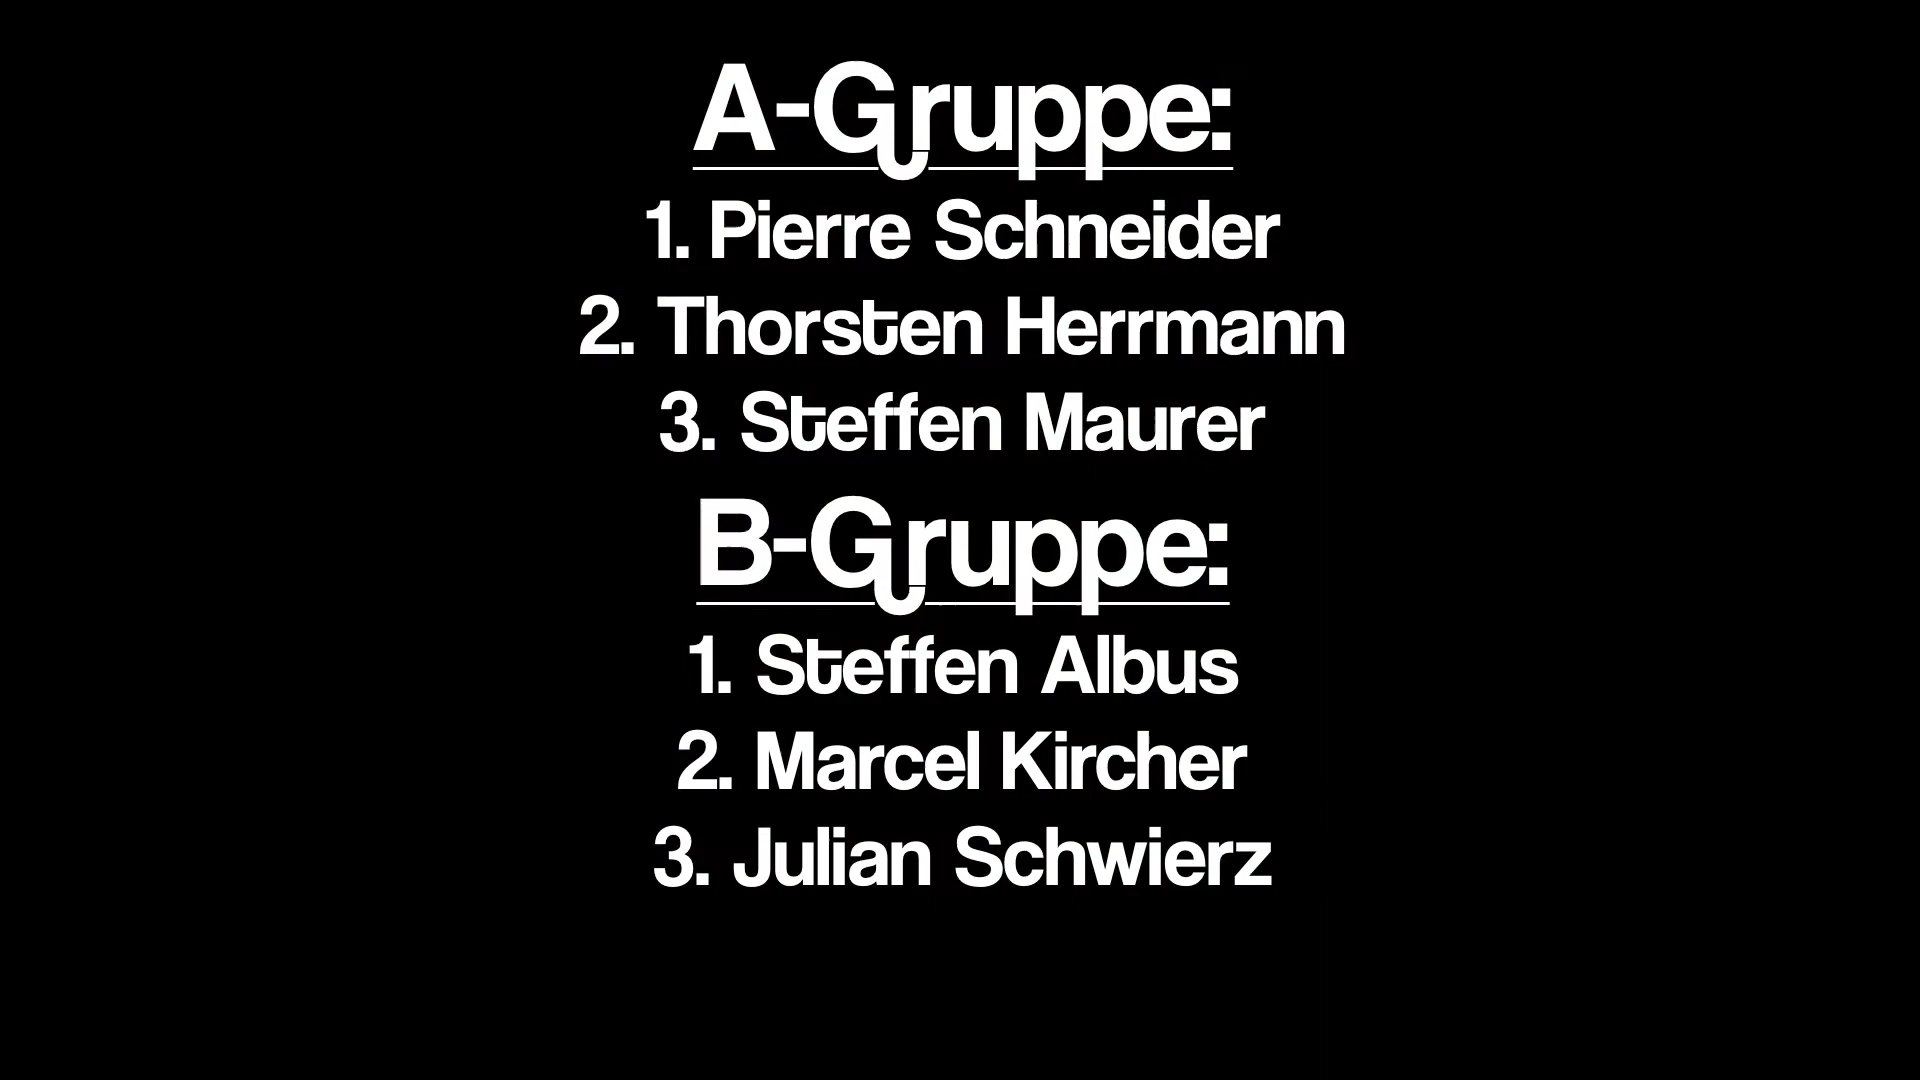 A-Gruppe:
1. Pierre Schneider
2. Thorsten Herrmann
3. Steffen Maurer
B-Gruppe:
1. Steffen Albus
2. Marcel Kircher
3. Julian Schwierz